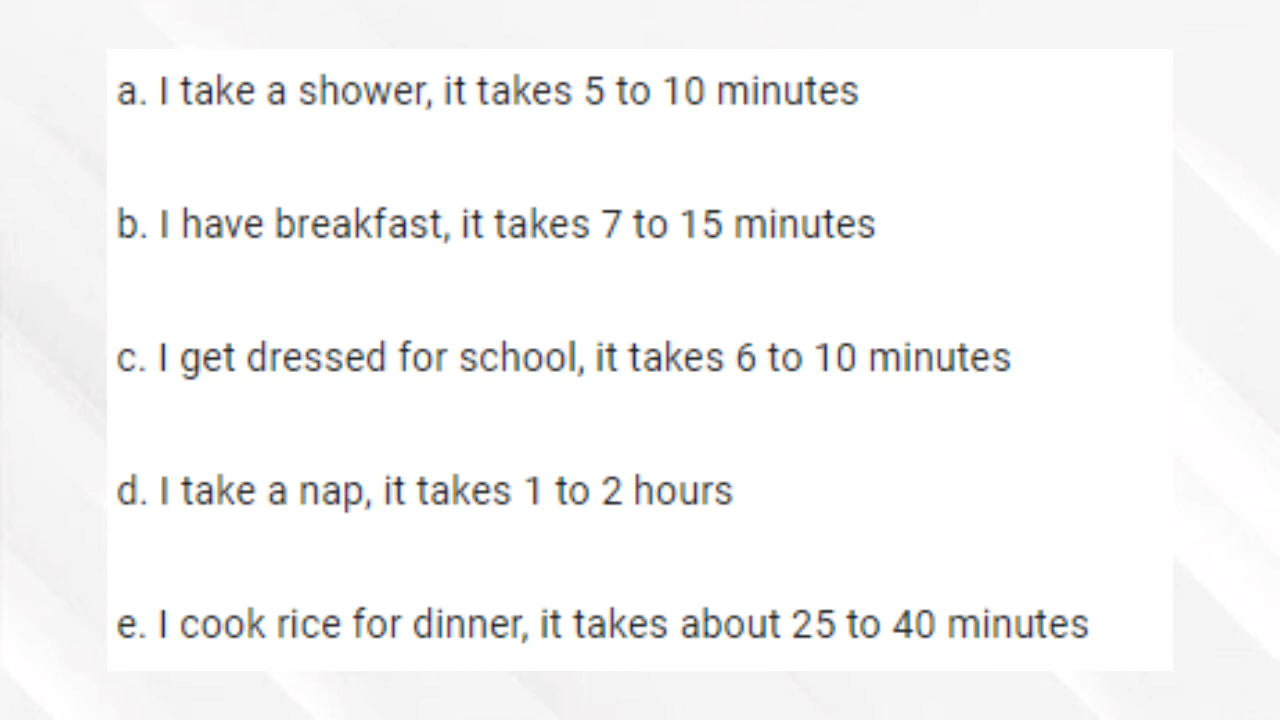 a. I take a shower, it takes 5 to 10 minutes
b. I have breakfast, it takes 7 to 15 minutes
c. I get dressed for school, it takes 6 to 10 minutes
d. I take a nap, it takes 1 to 2 hours
e. I cook rice for dinner, it takes about 25 to 40 minutes